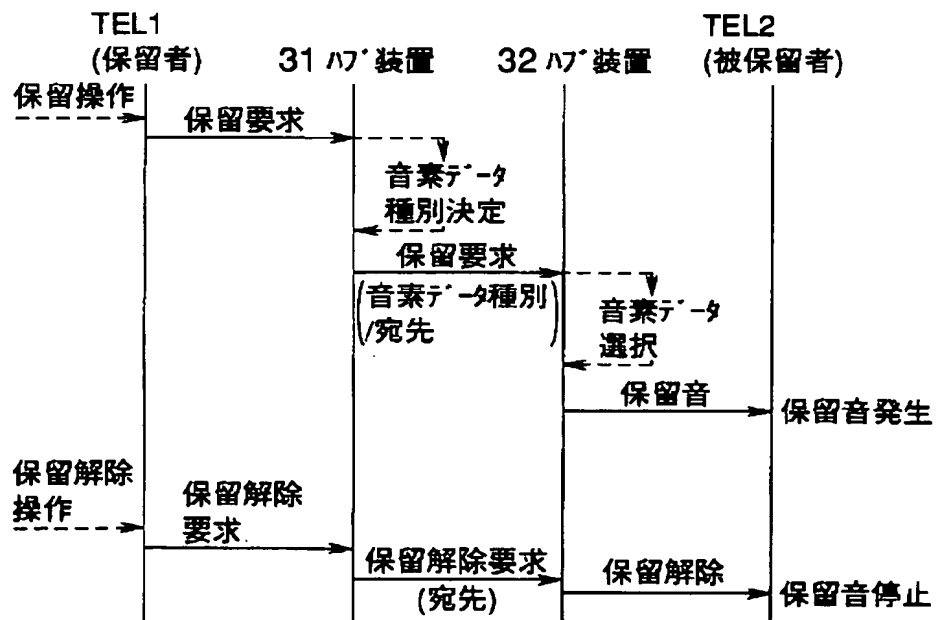 TEL1
(保留者)
31 ﾊﾌﾞ装置
32 ﾊﾌﾞ装置
TEL2
(被保留者)
保留操作
保留要求
音素ﾃﾞｰﾀ
種別決定
保留要求
(音素ﾃﾞｰﾀ種別
/宛先)
音素ﾃﾞｰﾀ
選択
保留音
保留音発生
保留解除
操作
保留解除
要求
保留解除要求
(宛先)
保留解除
保留音停止